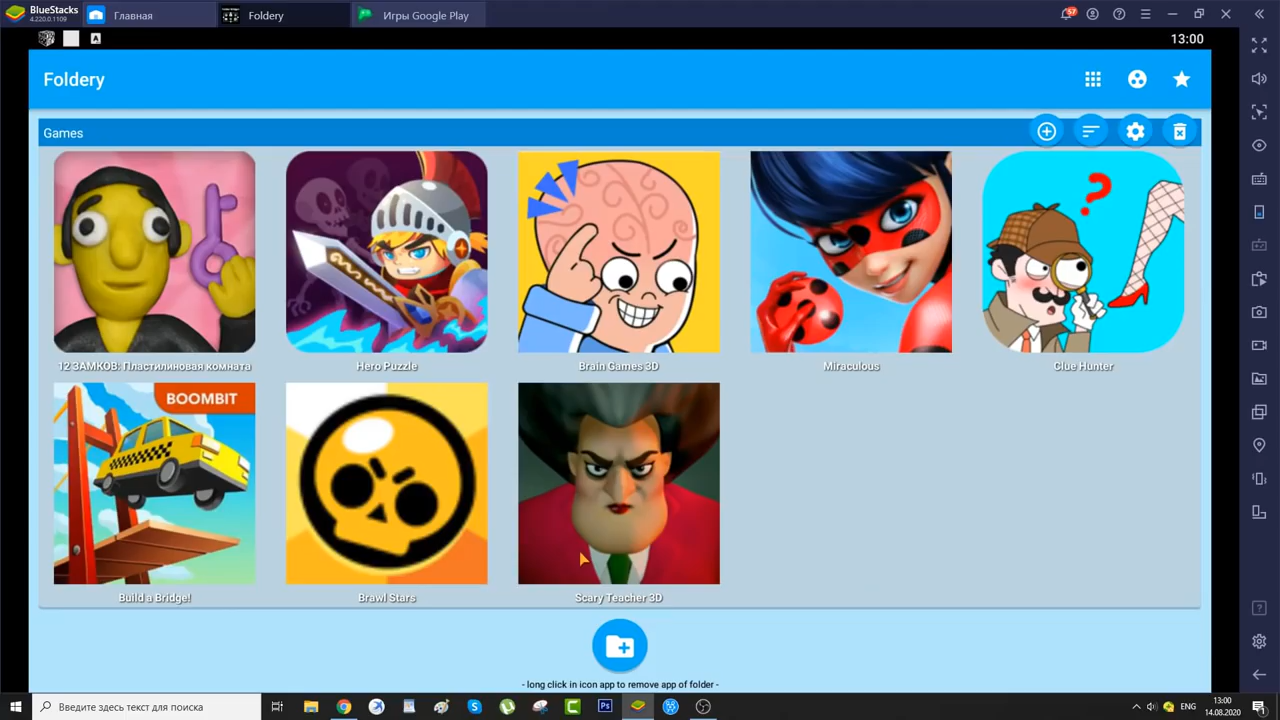 BlueStacks
4.220.0.1109
Главная
Foldery
Игры Google Play
57
A
13:00
Foldery
Games
?
12 ЗАМКОВ: Пластилиновая комната
Hero Puzzle
Brain Games 3D
Miraculous
Clue Hunter
BOOMBIT
Build a Bridge!
Brawl Stars
Scary Teacher 3D
- long click in icon app to remove app of folder -
Введите здесь текст для поиска
Ps
ENG
13:00
14.08.2020